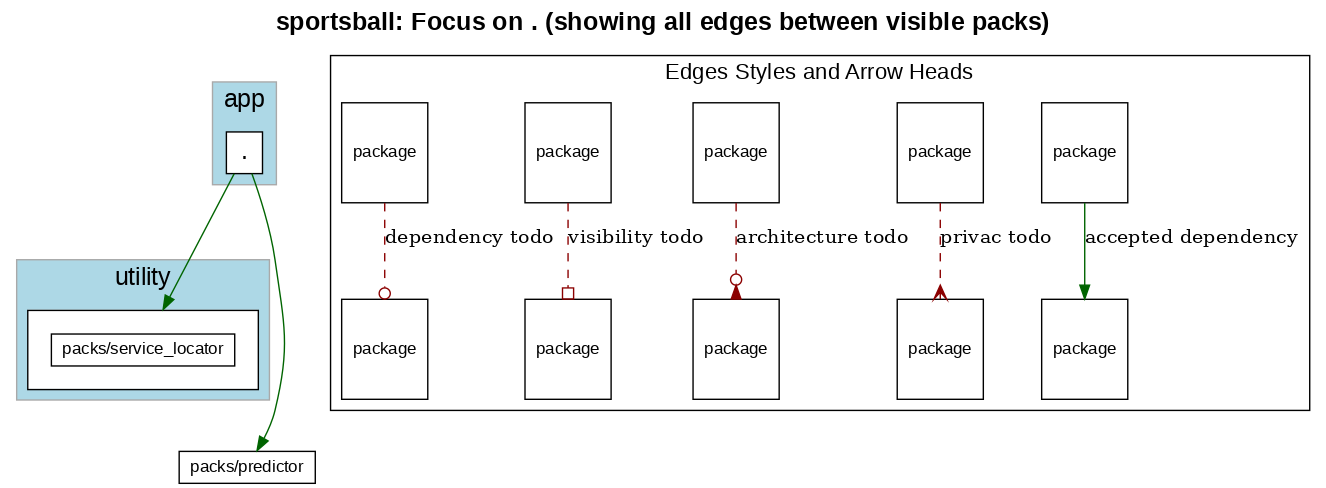 sportsball: Focus on . (showing all edges between visible packs)
app
.
utility
packs/service_locator
packs/predictor
Edges Styles and Arrow Heads
package
package
package
package
package
dependency todo
visibility todo
architecture todo
privac todo
accepted dependency
package
package
package
package
package